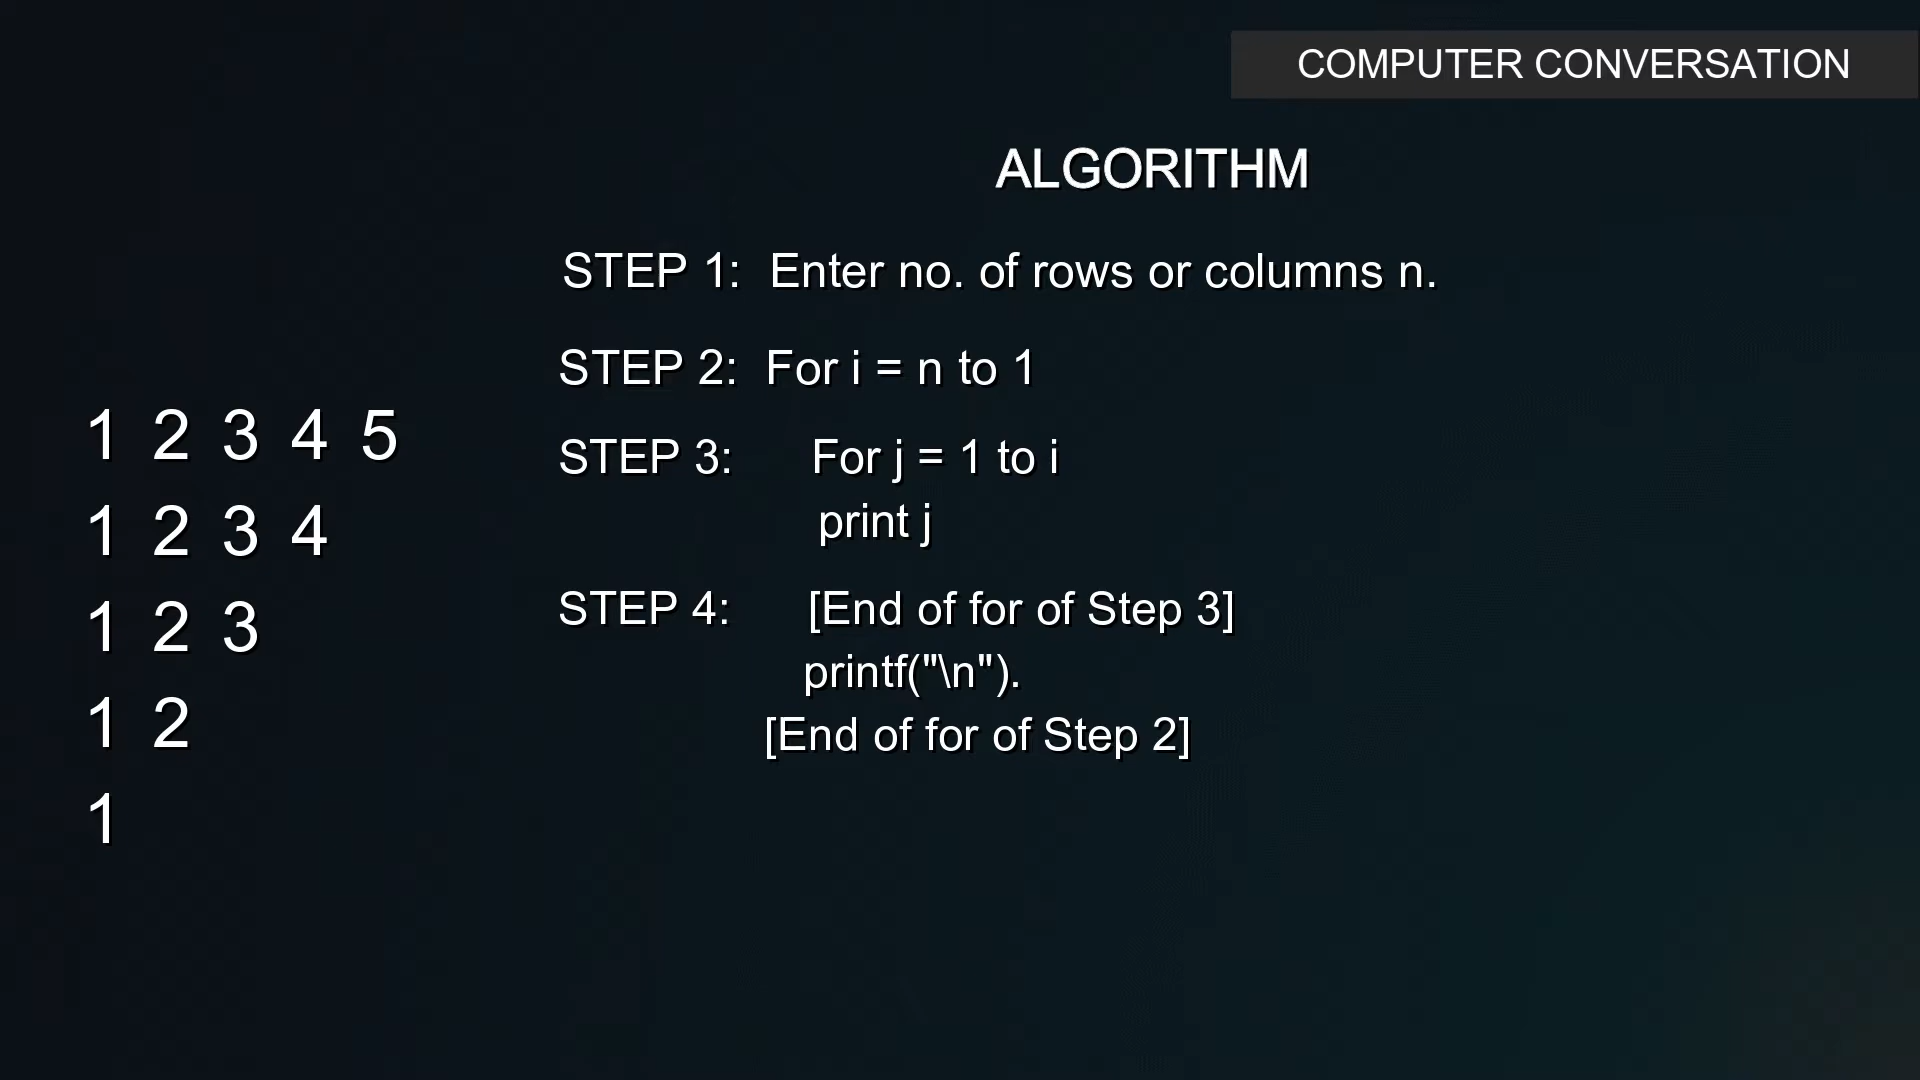 COMPUTER CONVERSATION
ALGORITHM
STEP 1: Enter no. of rows or columns n.
STEP 2: For i = n to 1
STEP 3: For j = 1 to i
print j
STEP 4: [End of for of Step 3]
printf("\n").
[End of for of Step 2]
1 2 3 4 5
1 2 3 4
1 2 3
1 2
1